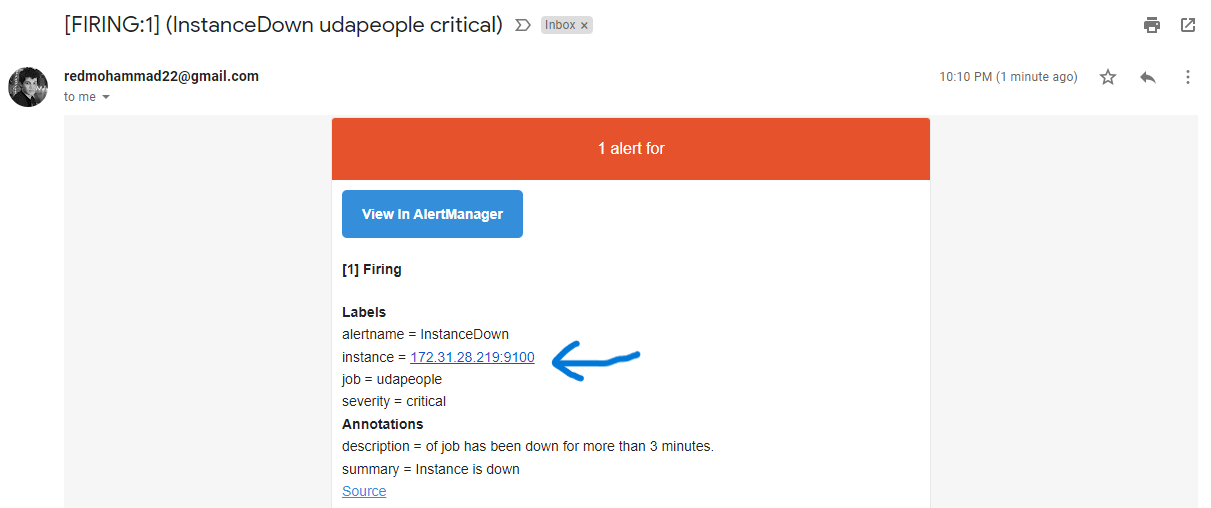 [FIRING:1] (InstanceDown udapeople critical)
Inbox ×
redmohammad22@gmail.com
10:10 PM (1 minute ago)
to me
1 alert for
View In AlertManager
[1] Firing
Labels
alertname = InstanceDown
instance = 172.31.28.219:9100
job = udapeople
severity = critical
Annotations
description = of job has been down for more than 3 minutes.
summary = Instance is down
Source